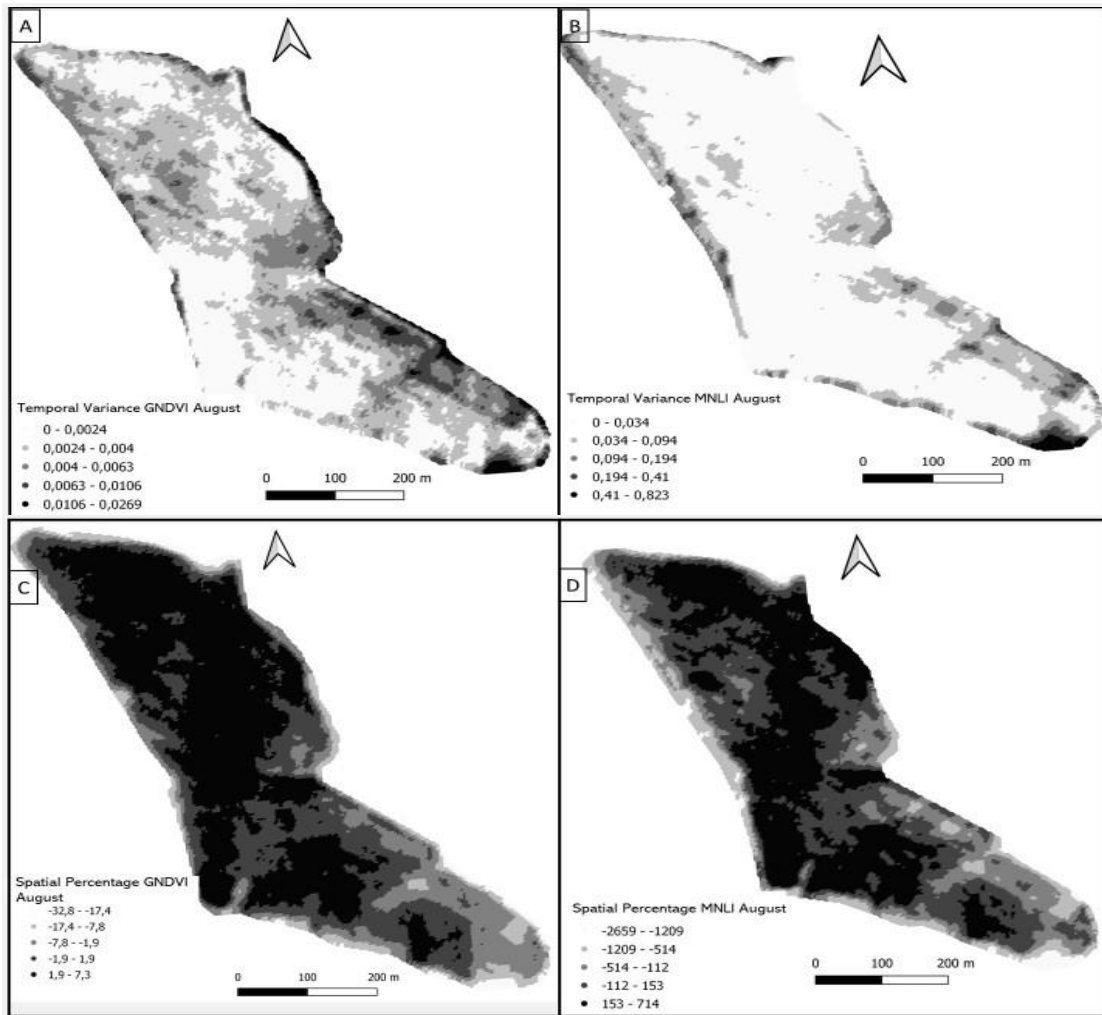 A
Temporal Variance GNDVI August
0 - 0,0024
0,0024 - 0,004
0,004 - 0,0063
0,0063 - 0,0106
0,0106 - 0,0269
0 100 200 m
B
Temporal Variance MNLI August
0 - 0,034
0,034 - 0,094
0,094 - 0,194
0,194 - 0,41
0,41 - 0,823
0 100 200 m
C
Spatial Percentage GNDVI
August
-32,8 - -17,4
-17,4 - -7,8
-7,8 - -1,9
-1,9 - 1,9
1,9 - 7,3
0 100 200 m
D
Spatial Percentage MNLI August
-2659 - -1209
-1209 - -514
-514 - -112
-112 - 153
153 - 714
0 100 200 m